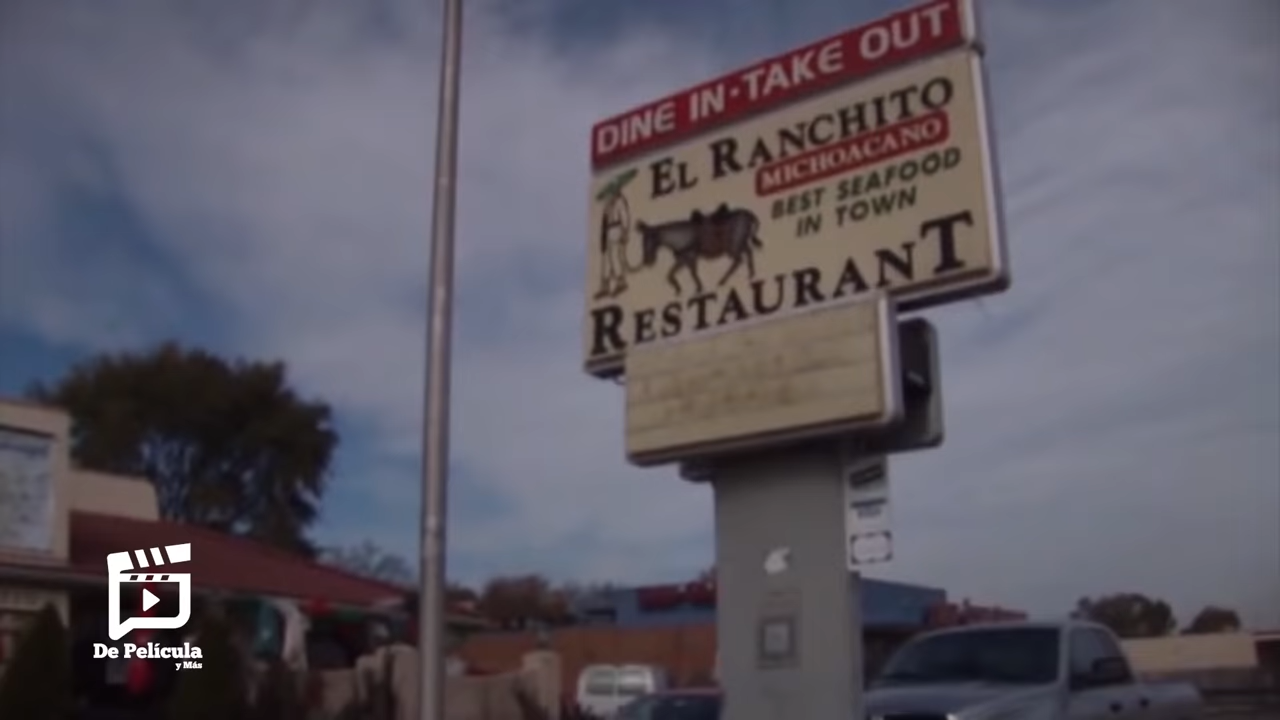 DINE IN·TAKE OUT
EL RANCHITO
MICHOACANO
BEST SEAFOOD
IN TOWN
RESTAURANT
De Película
y Más